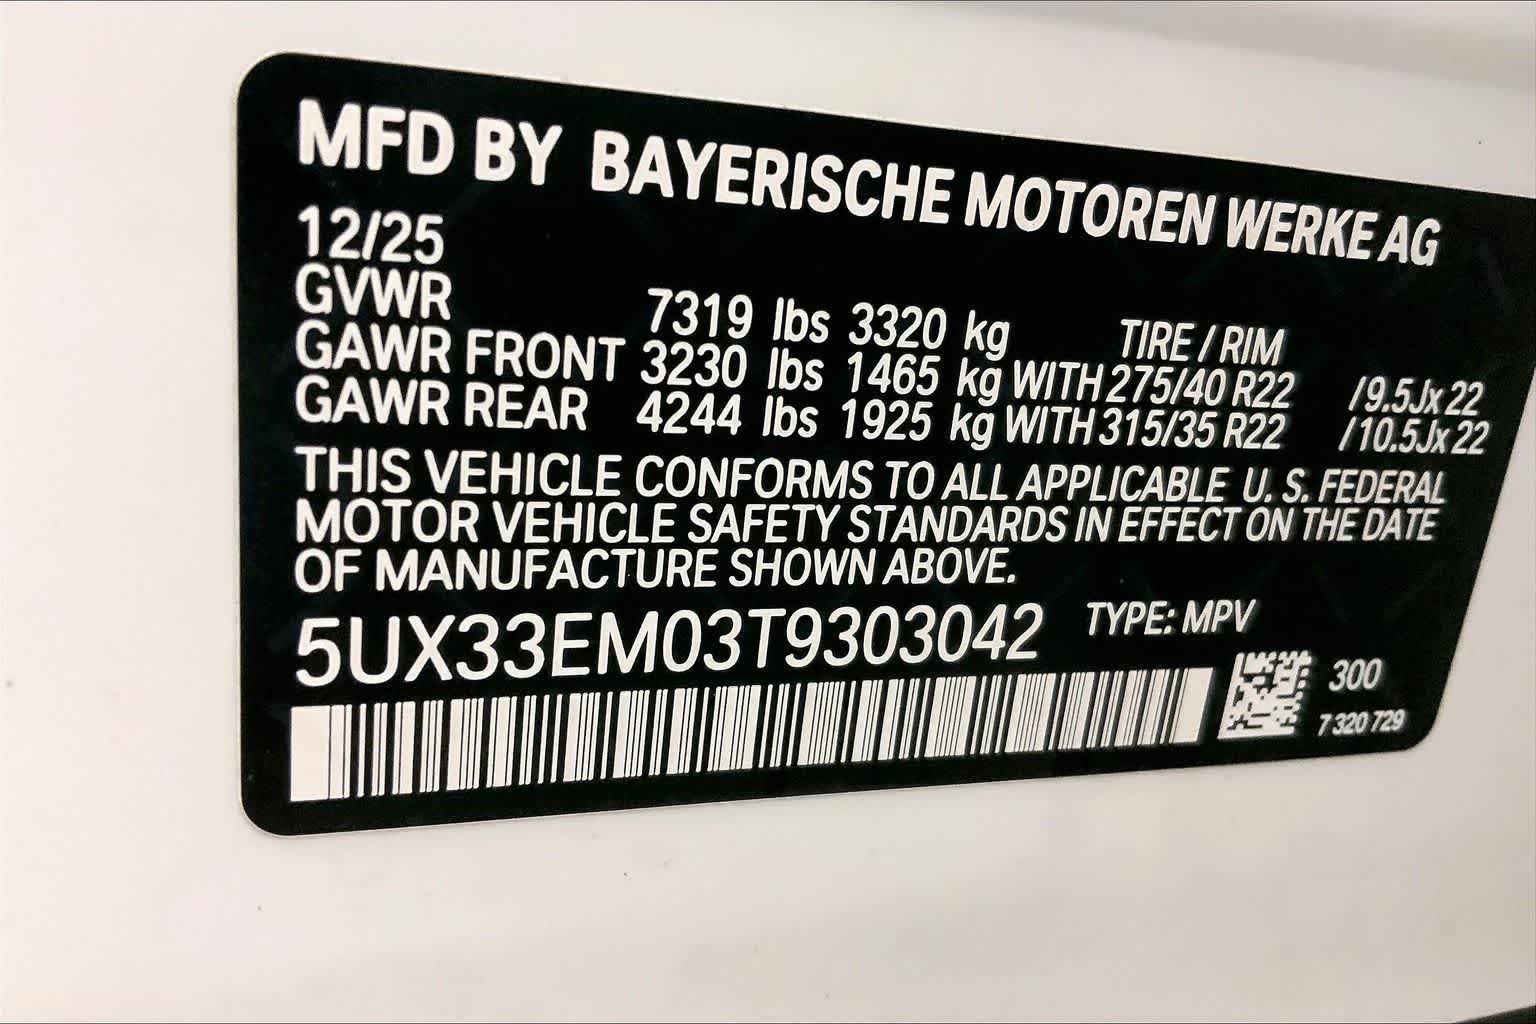 MFD BY BAYERISCHE MOTOREN WERKE AG
12/25
GVWR 7319 lbs 3320 kg TIRE / RIM
GAWR FRONT 3230 lbs 1465 kg WITH 275/40 R22 /9.5Jx22
GAWR REAR 4244 lbs 1925 kg WITH 315/35 R22 /10.5Jx22
THIS VEHICLE CONFORMS TO ALL APPLICABLE U. S. FEDERAL
MOTOR VEHICLE SAFETY STANDARDS IN EFFECT ON THE DATE
OF MANUFACTURE SHOWN ABOVE.
5UX33EM03T9303042 TYPE: MPV
300
7 320 729